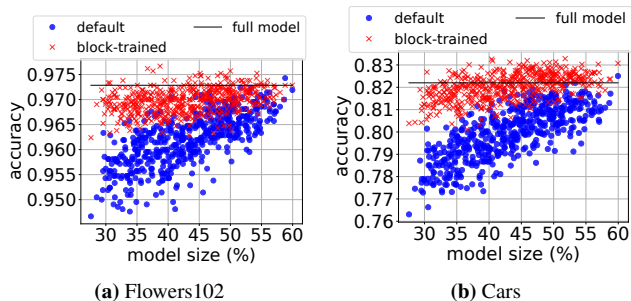 default
full model
block-trained
0.975
0.970
0.965
0.960
0.955
0.950
accuracy
30 35 40 45 50 55 60
model size (%)
(a) Flowers102
default
full model
block-trained
0.83
0.82
0.81
0.80
0.79
0.78
0.77
0.76
accuracy
30 35 40 45 50 55 60
model size (%)
(b) Cars